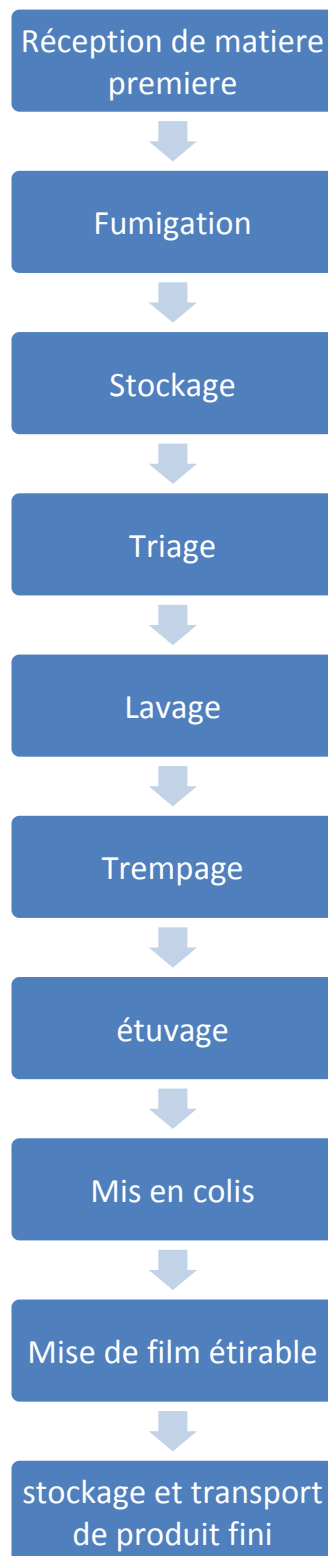 Réception de matiere
premiere
Fumigation
Stockage
Triage
Lavage
Trempage
étuvage
Mis en colis
Mise de film étirable
stockage et transport
de produit fini